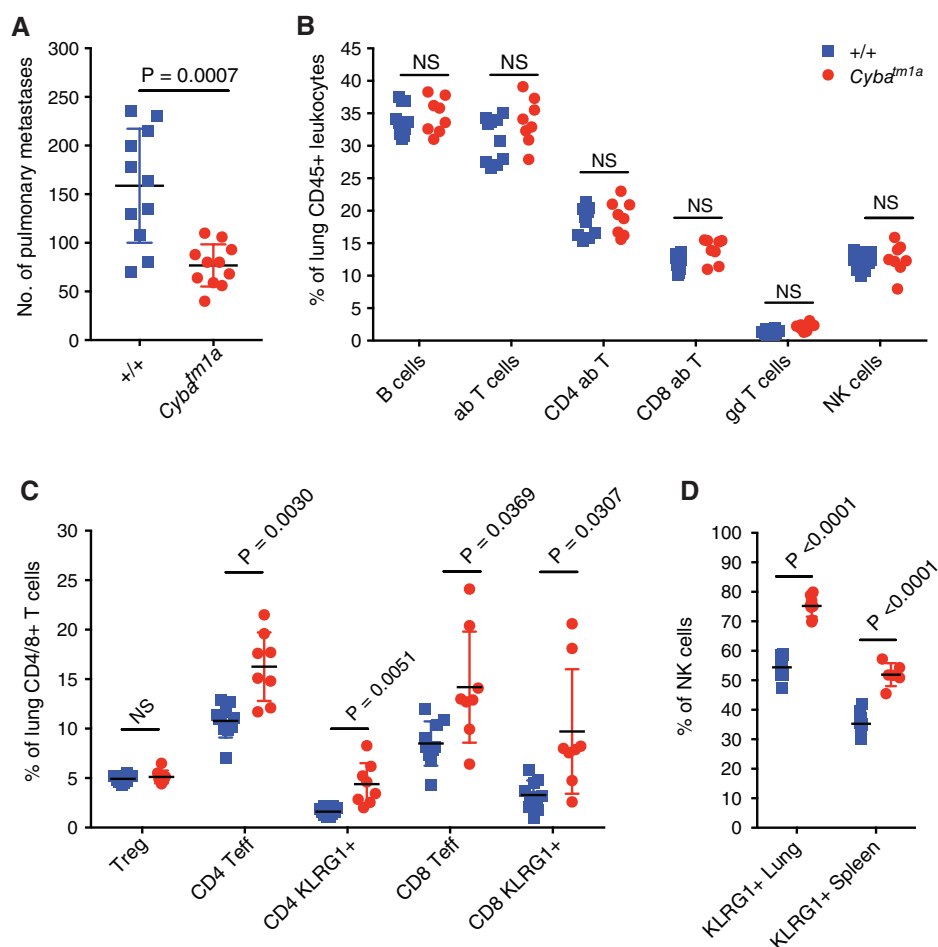 A
No. of pulmonary metastases
300
250
200
150
100
50
0
P = 0.0007
+/+
Cyba^tm1a
B
% of lung CD45+ leukocytes
45
40
35
30
25
20
15
10
5
0
NS
NS
NS
NS
NS
NS
+/+
Cyba^tm1a
B cells
ab T cells
CD4 ab T
CD8 ab T
gd T cells
NK cells
C
% of lung CD4/8+ T cells
30
25
20
15
10
5
0
NS
P = 0.0030
P = 0.0051
P = 0.0369
P = 0.0307
Treg
CD4 Teff
CD4 KLRG1+
CD8 Teff
CD8 KLRG1+
D
% of NK cells
100
90
80
70
60
50
40
30
20
10
0
P <0.0001
P <0.0001
KLRG1+ Lung
KLRG1+ Spleen